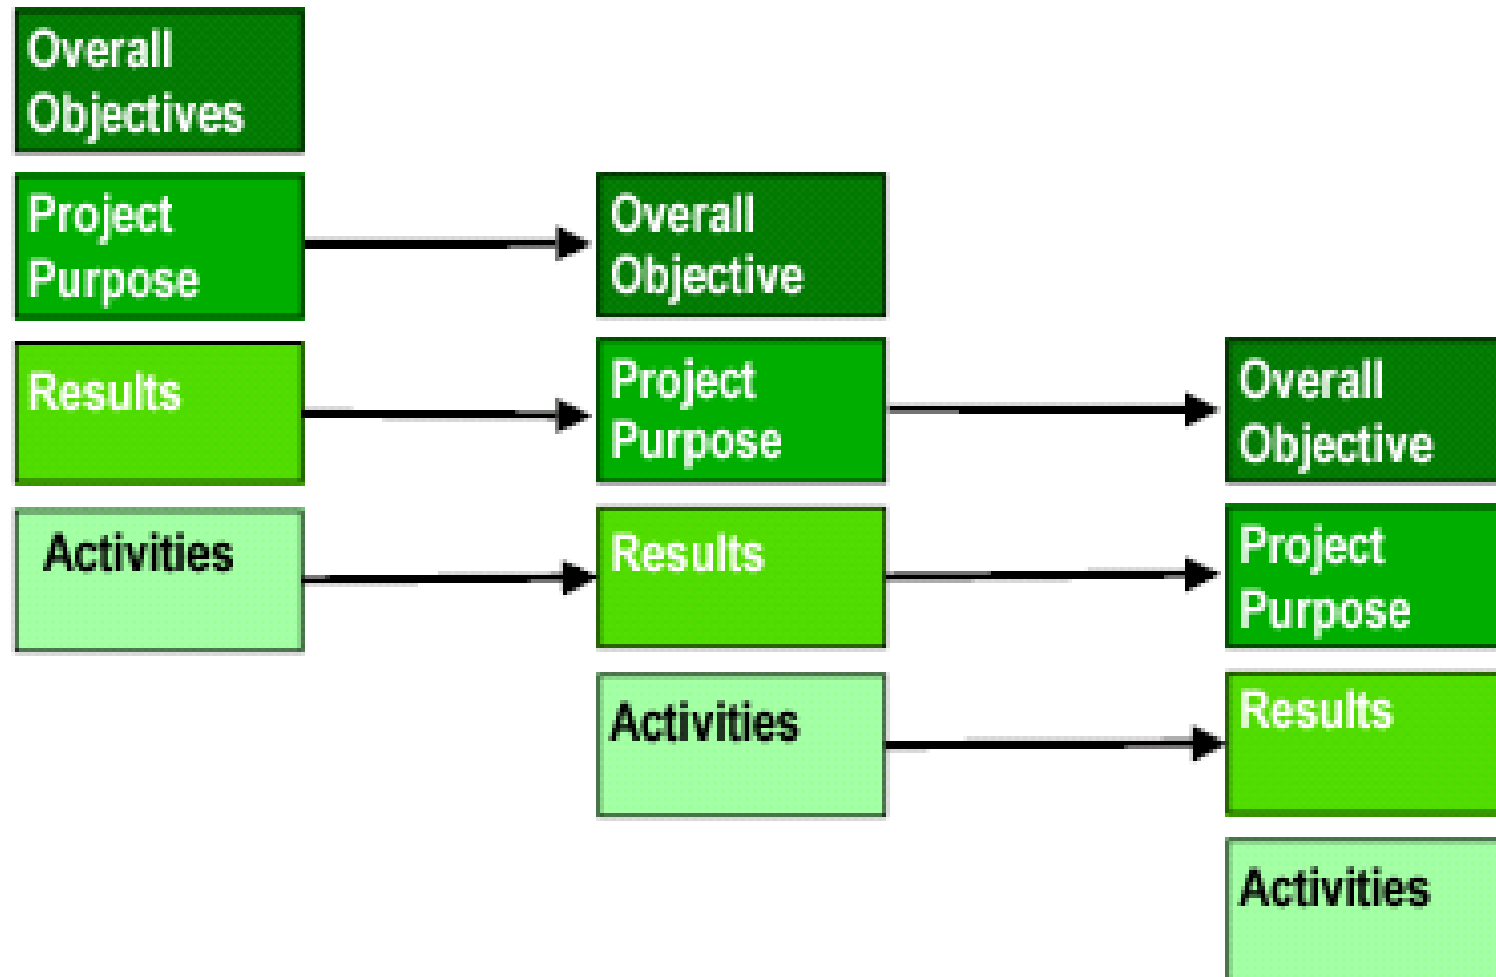 Overall
Objectives
Project
Purpose
Results
Activities
Overall
Objective
Project
Purpose
Results
Activities
Overall
Objective
Project
Purpose
Results
Activities